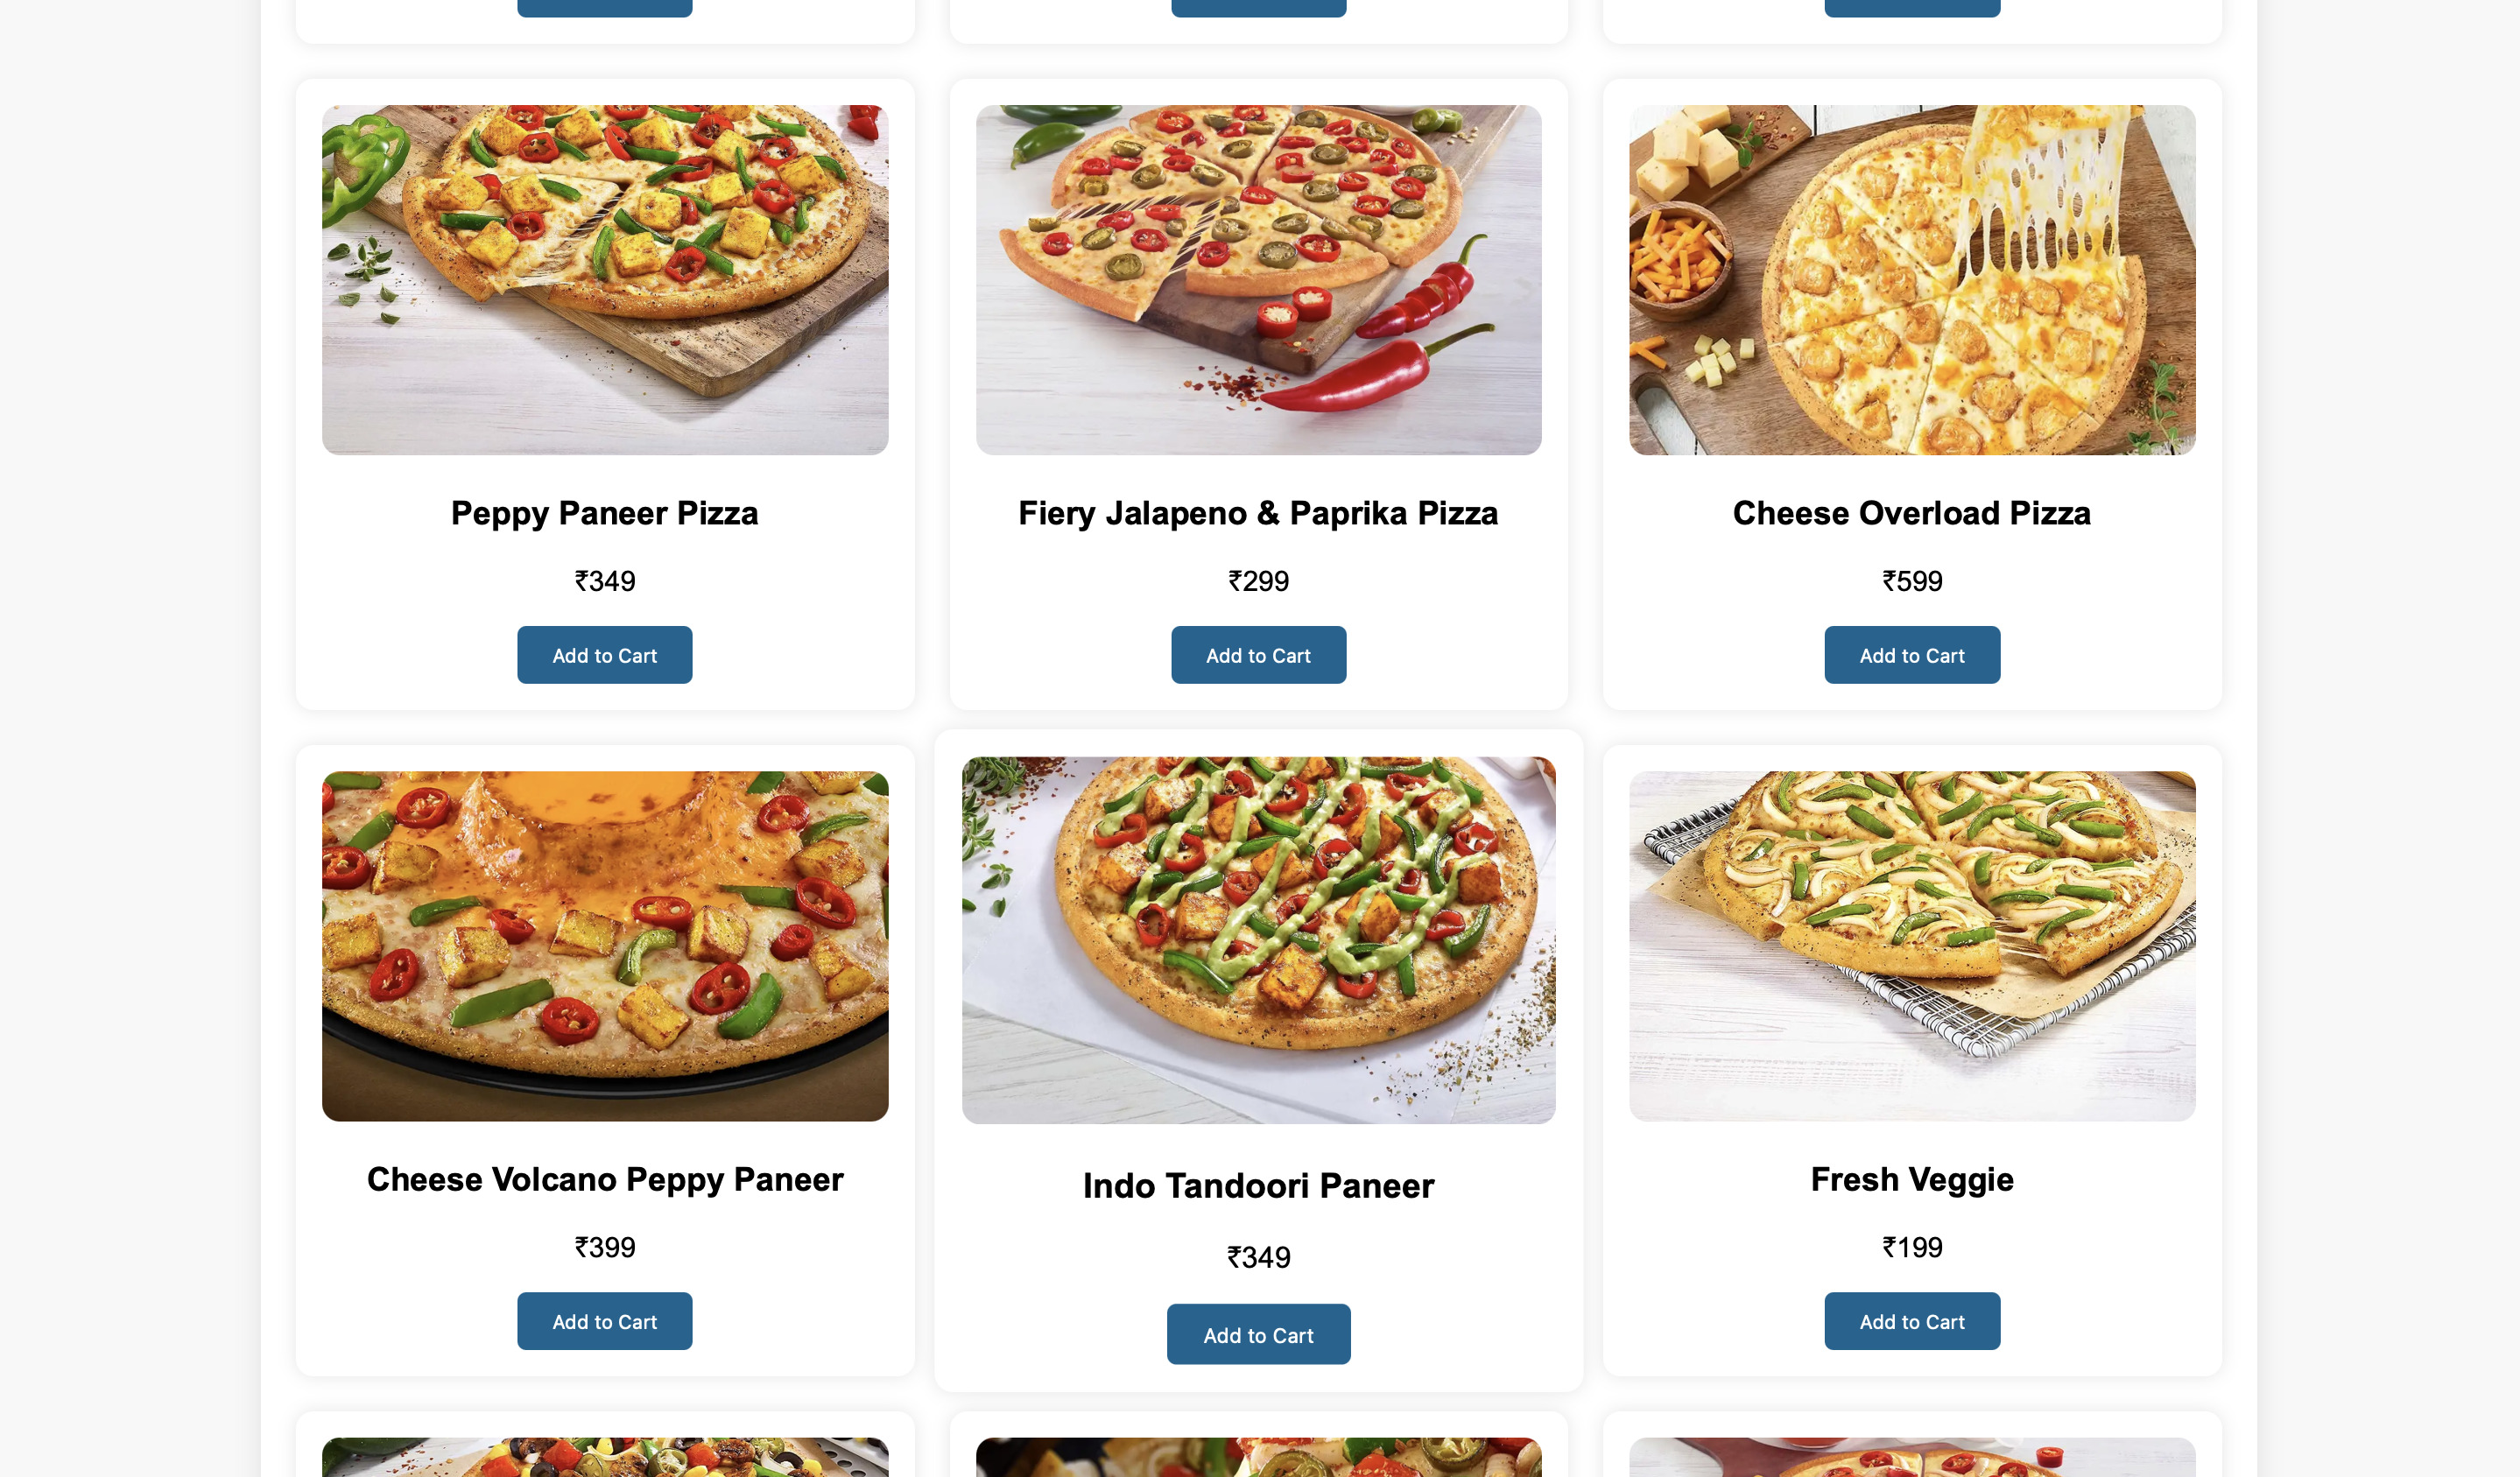 Peppy Paneer Pizza
₹349
Add to Cart
Fiery Jalapeno & Paprika Pizza
₹299
Add to Cart
Cheese Overload Pizza
₹599
Add to Cart
Cheese Volcano Peppy Paneer
₹399
Add to Cart
Indo Tandoori Paneer
₹349
Add to Cart
Fresh Veggie
₹199
Add to Cart